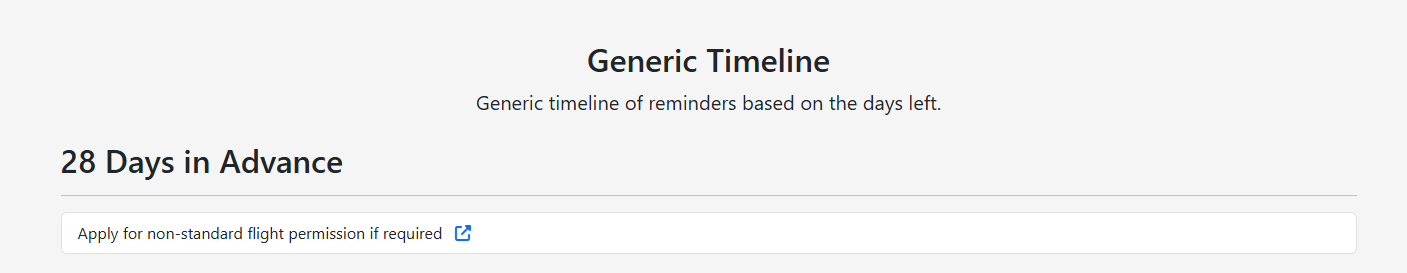 Generic Timeline
Generic timeline of reminders based on the days left.
28 Days in Advance
Apply for non-standard flight permission if required